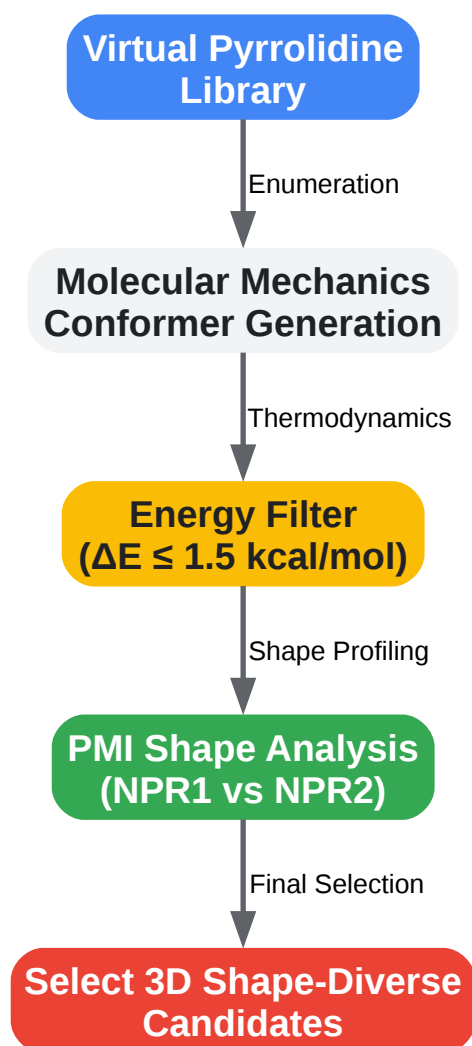 Virtual Pyrrolidine
Library
Enumeration
Molecular Mechanics
Conformer Generation
Thermodynamics
Energy Filter
(ΔE ≤ 1.5 kcal/mol)
Shape Profiling
PMI Shape Analysis
(NPR1 vs NPR2)
Final Selection
Select 3D Shape-Diverse
Candidates